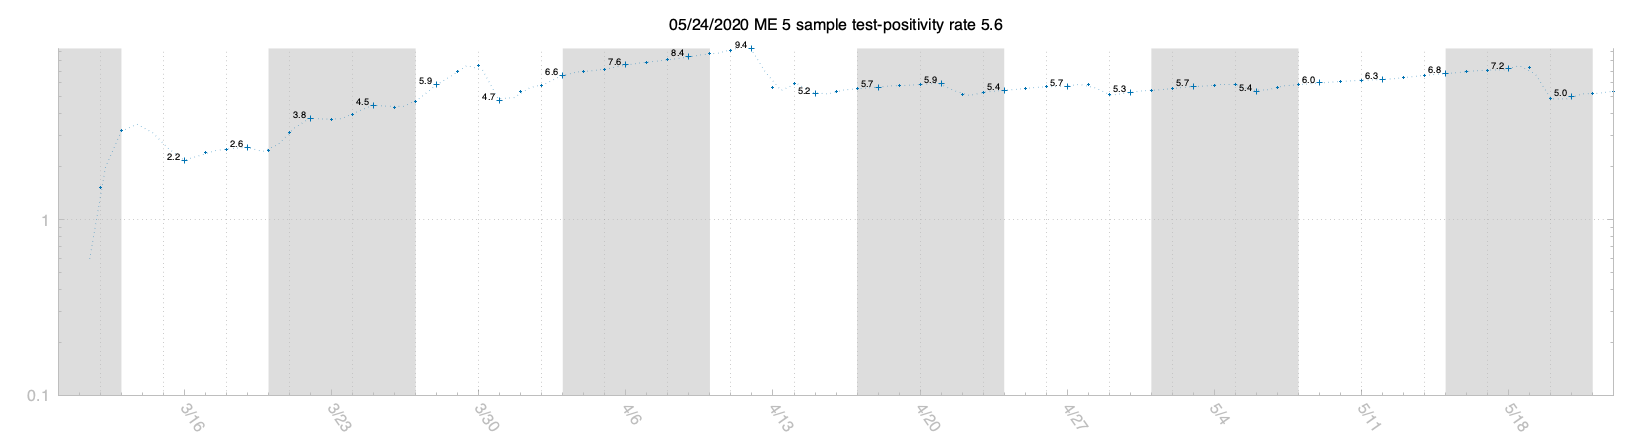 05/24/2020 ME 5 sample test-positivity rate 5.6
2.2 2.6 3.8 4.5 5.9 4.7 6.6 7.6 8.4 9.4 5.2 5.7 5.9 5.4 5.7 5.3 5.7 5.4 6.0 6.3 6.8 7.2 5.0
1
0.1
3/16 3/23 3/30 4/6 4/13 4/20 4/27 5/4 5/11 5/18